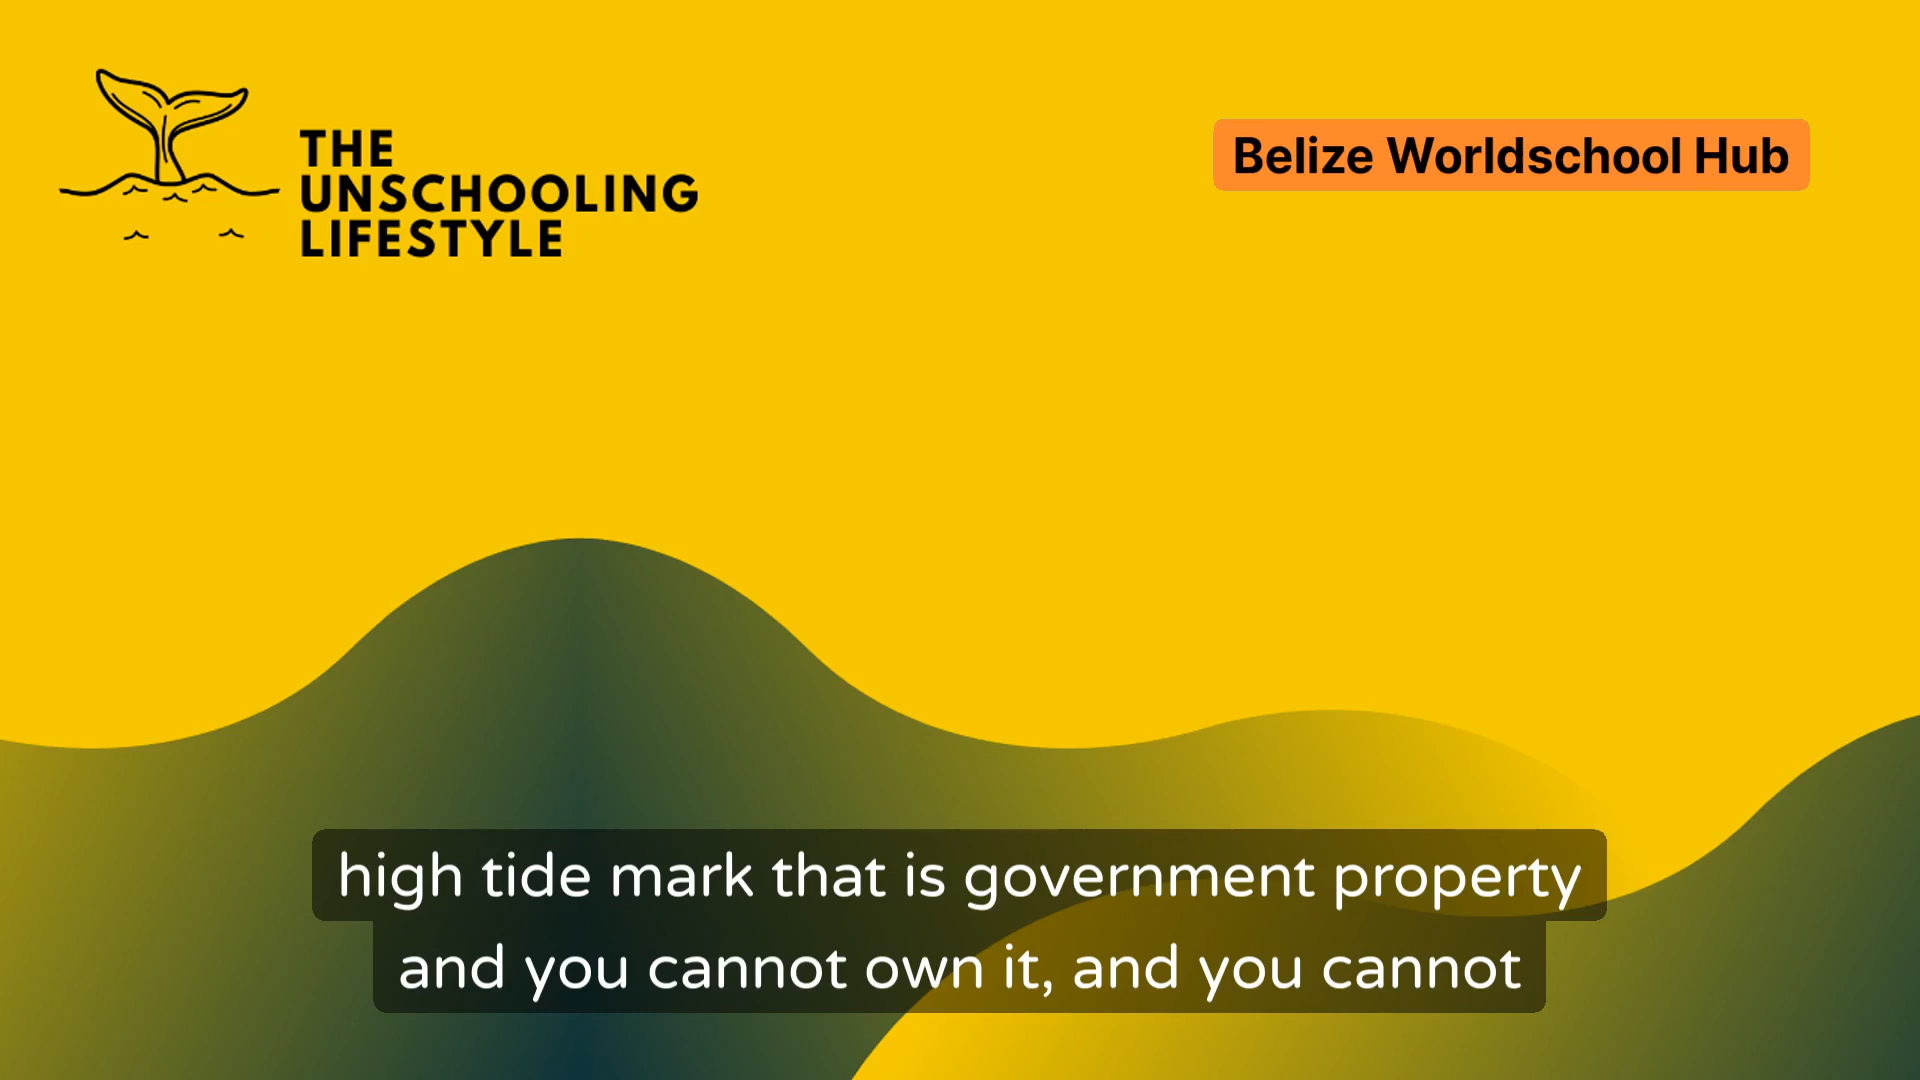 THE
UNSCHOOLING
LIFESTYLE
Belize Worldschool Hub
high tide mark that is government property
and you cannot own it, and you cannot